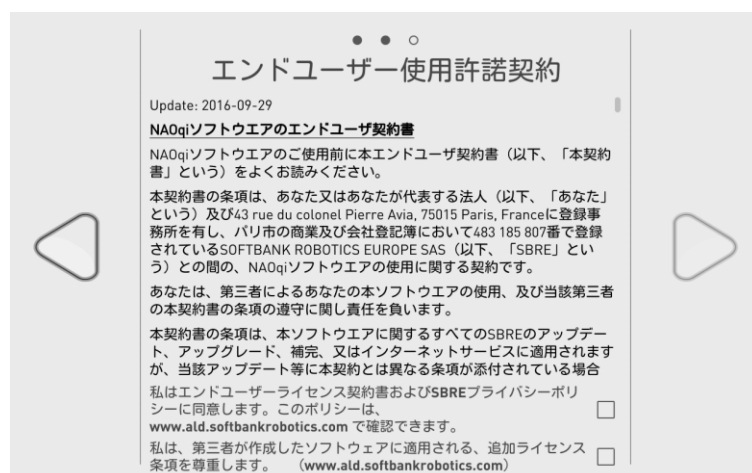 エンドユーザー使用許諾契約
Update: 2016-09-29
NAOqiソフトウエアのエンドユーザ契約書
NAOqiソフトウエアのご使用前に本エンドユーザ契約書（以下、「本契約
書」という）をよくお読みください。
本契約書の条項は、あなた又はあなたが代表する法人（以下、「あなた」
という）及び43 rue du colonel Pierre Avia, 75015 Paris, Franceに登録事
務所を有し、パリ市の商業及び会社登記簿において483 185 807番で登録
されているSOFTBANK ROBOTICS EUROPE SAS（以下、「SBRE」とい
う）との間の、NAOqiソフトウエアの使用に関する契約です。
あなたは、第三者によるあなたの本ソフトウエアの使用、及び当該第三者
の本契約書の条項の遵守に関し責任を負います。
本契約書の条項は、本ソフトウエアに関するすべてのSBREのアップデー
ト、アップグレード、補完、又はインターネットサービスに適用されます
が、当該アップデート等に本契約とは異なる条項が添付されている場合
私はエンドユーザーライセンス契約書およびSBREプライバシーポリ
シーに同意します。このポリシーは、
www.ald.softbankrobotics.com で確認できます。
私は、第三者が作成したソフトウェアに適用される、追加ライセンス
条項を尊重します。 （www.ald.softbankrobotics.com）